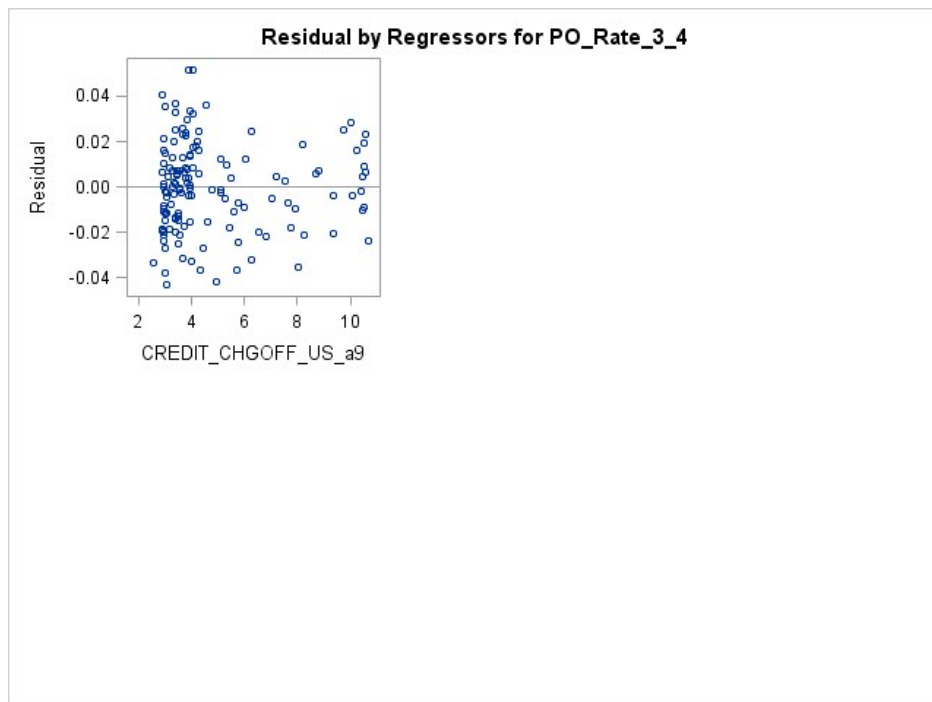 Residual by Regressors for PO_Rate_3_4
0.04
0.02
0.00
-0.02
-0.04
Residual
2 4 6 8 10
CREDIT_CHGOFF_US_a9